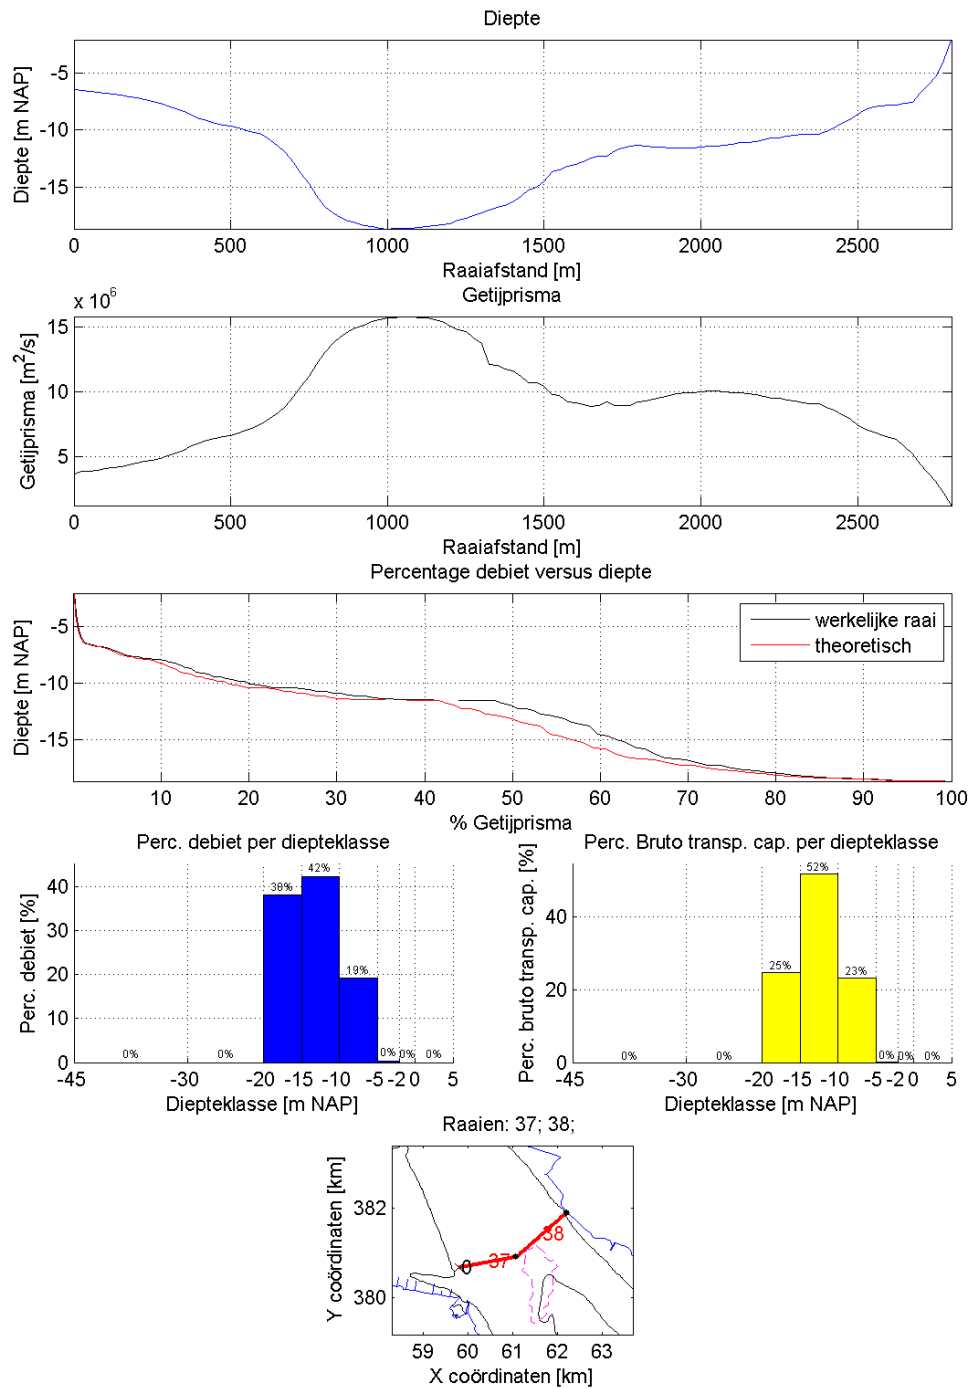 Diepte
Diepte [m NAP]
-5
-10
-15
0 500 1000 1500 2000 2500
Raaiafstand [m]
Getijprisma
x 10^6
Getijprisma [m^2/s]
15
10
5
0 500 1000 1500 2000 2500
Raaiafstand [m]
Percentage debiet versus diepte
Diepte [m NAP]
-5
-10
-15
werkelijke raai
theoretisch
10 20 30 40 50 60 70 80 90 100
% Getijprisma
Perc. debiet per diepteklasse
Perc. debiet [%]
40
20
30
10
0
0% 0% 38% 42% 19% 0% 0% 0%
-45 -30 -20 -15 -10 -5 -2 0 5
Diepteklasse [m NAP]
Perc. Bruto transp. cap. per diepteklasse
Perc. bruto transp. cap. [%]
40
20
0
0% 0% 25% 52% 23% 0% 0% 0%
-45 -30 -20 -15 -10 -5 -2 0 5
Diepteklasse [m NAP]
Raaien: 37; 38;
Y coördinaten [km]
382
380
37
38
0
59 60 61 62 63
X coördinaten [km]